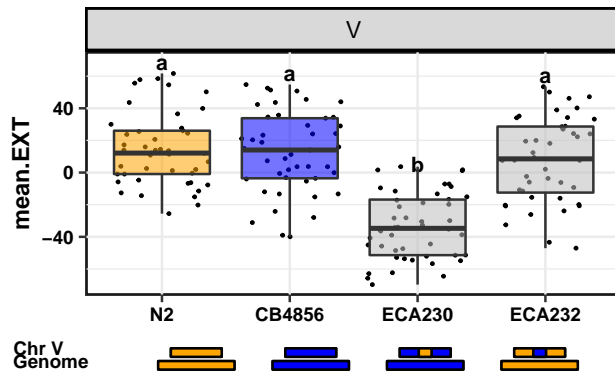 V
mean.EXT
40
0
−40
a
a
b
a
N2 CB4856 ECA230 ECA232
Chr V
Genome